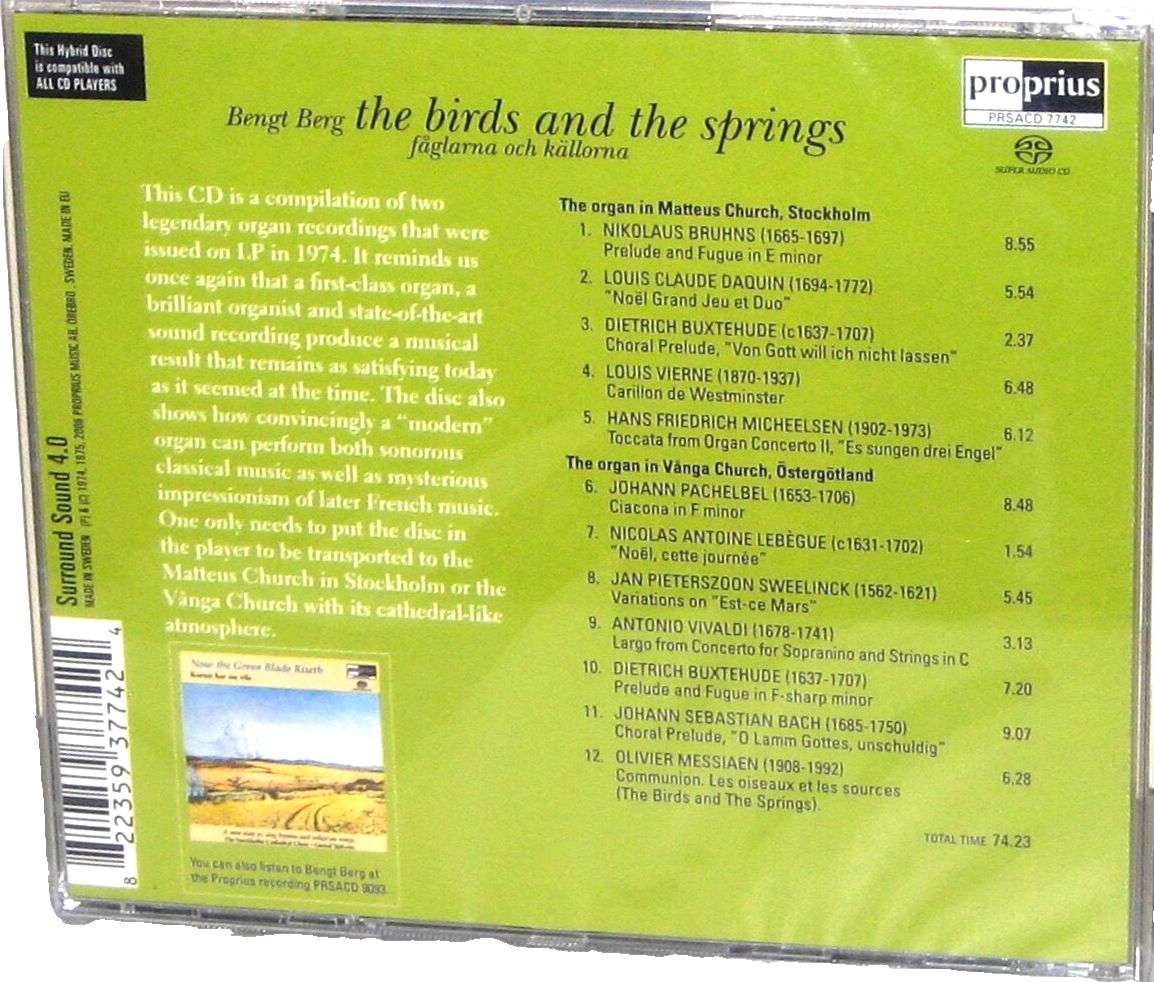 This Hybrid Disc
is compatible with
ALL CD PLAYERS
proprius
PRSACD 7742
SUPER AUDIO CD
Bengt Berg the birds and the springs
fåglarna och källorna
This CD is a compilation of two
legendary organ recordings that were
issued on LP in 1974. It reminds us
once again that a first-class organ, a
brilliant organist and state-of-the-art
sound recording produce a musical
result that remains as satisfying today
as it seemed at the time. The disc also
shows how convincingly a “modern”
organ can perform both sonorous
classical music as well as mysterious
impressionism of later French music.
One only needs to put the disc in
the player to be transported to the
Matteus Church in Stockholm or the
Vånga Church with its cathedral-like
atmosphere.
The organ in Matteus Church, Stockholm
1. NIKOLAUS BRUHNS (1665-1697)
Prelude and Fugue in E minor 8.55
2. LOUIS CLAUDE DAQUIN (1694-1772)
"Noël Grand Jeu et Duo" 5.54
3. DIETRICH BUXTEHUDE (c1637-1707)
Choral Prelude, "Von Gott will ich nicht lassen" 2.37
4. LOUIS VIERNE (1870-1937)
Carillon de Westminster 6.48
5. HANS FRIEDRICH MICHEELSEN (1902-1973)
Toccata from Organ Concerto II, "Es sungen drei Engel" 6.12
The organ in Vånga Church, Östergötland
6. JOHANN PACHELBEL (1653-1706)
Ciacona in F minor 8.48
7. NICOLAS ANTOINE LEBÈGUE (c1631-1702)
"Noël, cette journée" 1.54
8. JAN PIETERSZOON SWEELINCK (1562-1621)
Variations on "Est-ce Mars" 5.45
9. ANTONIO VIVALDI (1678-1741)
Largo from Concerto for Sopranino and Strings in C 3.13
10. DIETRICH BUXTEHUDE (1637-1707)
Prelude and Fugue in F-sharp minor 7.20
11. JOHANN SEBASTIAN BACH (1685-1750)
Choral Prelude, "O Lamm Gottes, unschuldig" 9.07
12. OLIVIER MESSIAEN (1908-1992)
Communion. Les oiseaux et les sources
(The Birds and The Springs). 6.28
TOTAL TIME 74.23
Surround Sound 4.0
MADE IN SWEDEN (P) & (C) 1974, 1975, 2006 PROPRIUS MUSIC AB, ÖREBRO, SWEDEN. MADE IN EU
8 22359 37742 4
Now the Green Blade Riseth
Kornet har sin vila
You can also listen to Bengt Berg at
the Proprius recording PRSACD 9093.